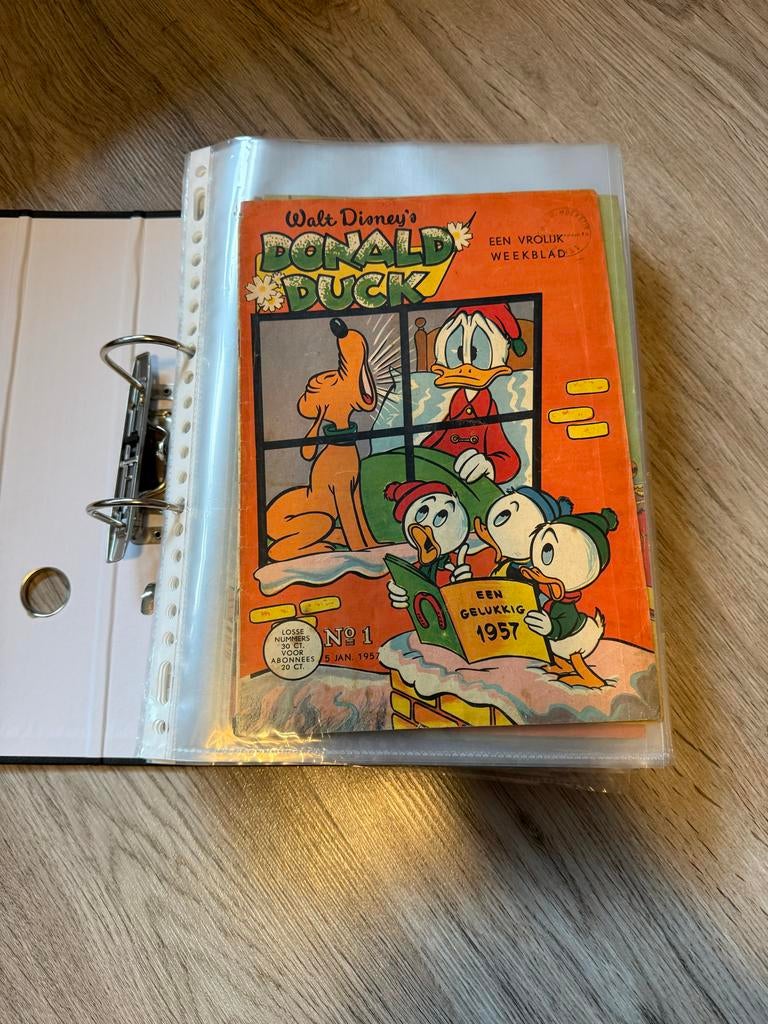 Walt Disney's
DONALD
DUCK
EEN VROLIJK
WEEKBLAD
EEN
GELUKKIG
1957
LOSSE
NUMMERS
30 CT.
VOOR
ABONNEES
20 CT.
No 1
5 JAN. 1957